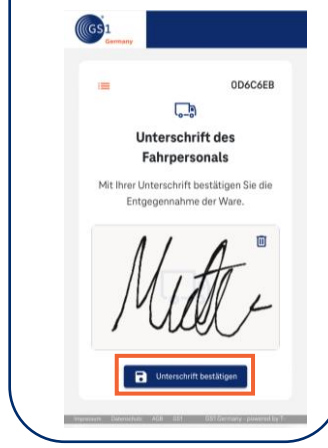 GS1
Germany
0D6C6EB
Unterschrift des
Fahrpersonals
Mit Ihrer Unterschrift bestätigen Sie die
Entgegennahme der Ware.
Unterschrift bestätigen
Impressum Datenschutz AGB GS1 GS1 Germany - powered by T-